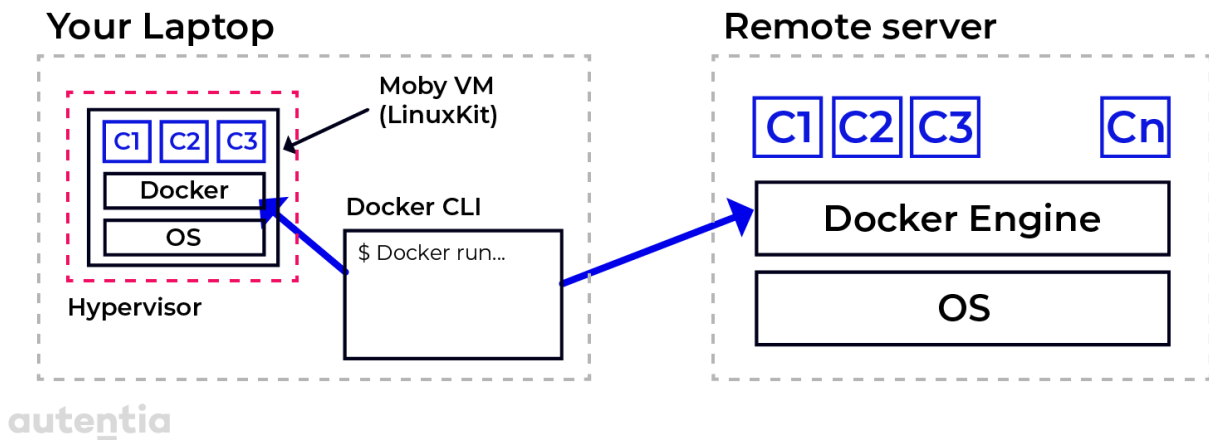 Your Laptop
Remote server
Moby VM
(LinuxKit)
C1 C2 C3
Docker
OS
Hypervisor
Docker CLI
$ Docker run...
C1 C2 C3 Cn
Docker Engine
OS
autentia